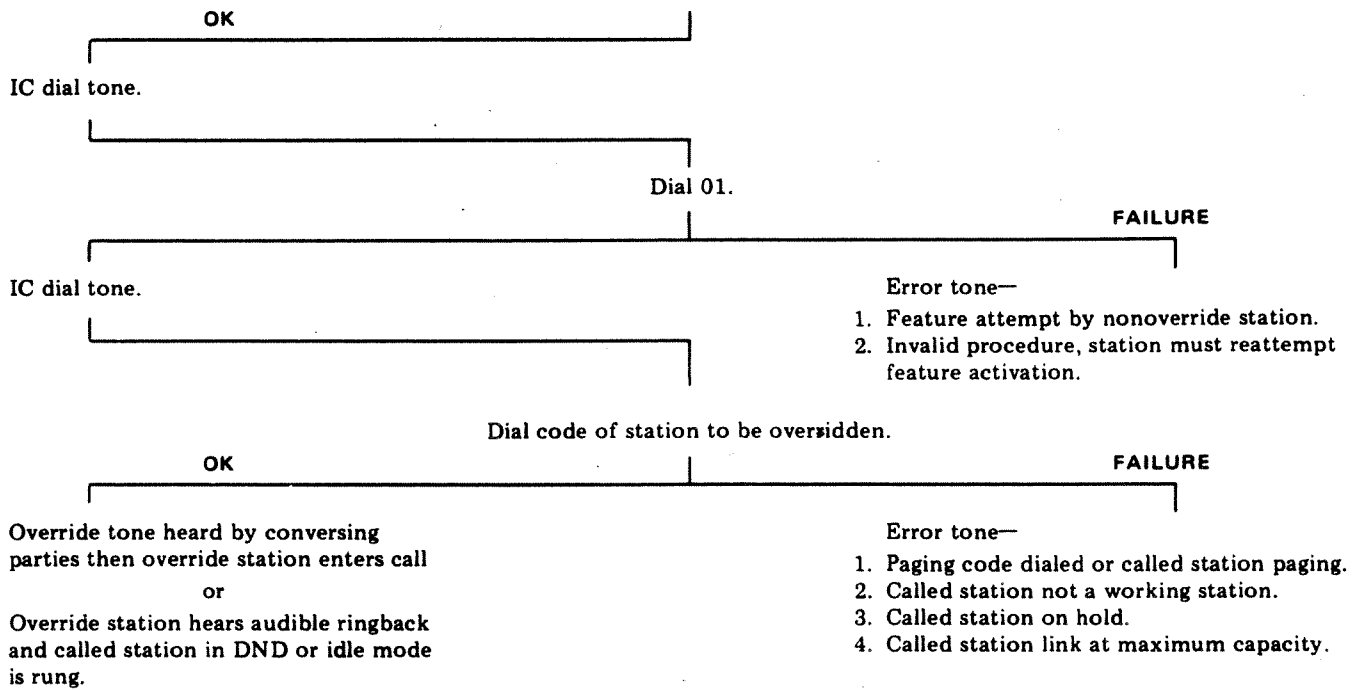 OK
IC dial tone.
Dial 01.
FAILURE
IC dial tone.
Error tone—
1. Feature attempt by nonoverride station.
2. Invalid procedure, station must reattempt
feature activation.
Dial code of station to be overridden.
OK
FAILURE
Override tone heard by conversing
parties then override station enters call
or
Override station hears audible ringback
and called station in DND or idle mode
is rung.
Error tone—
1. Paging code dialed or called station paging.
2. Called station not a working station.
3. Called station on hold.
4. Called station link at maximum capacity.